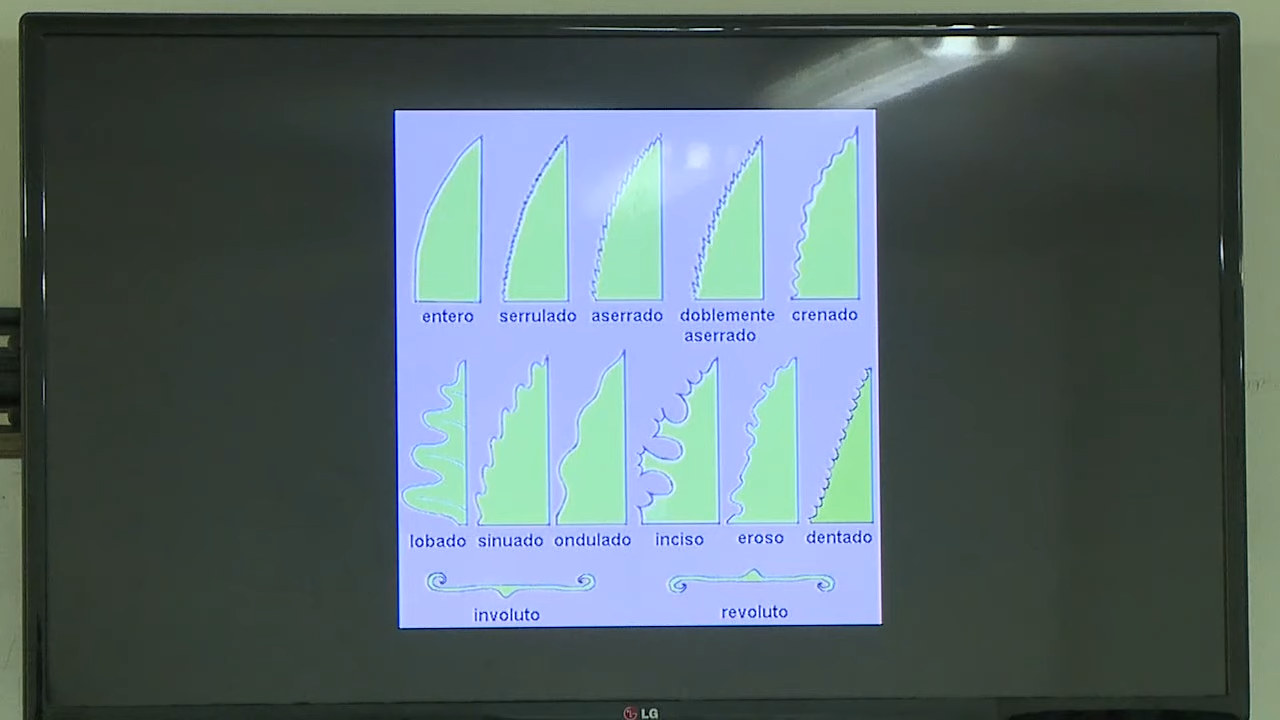 entero serrulado aserrado doblemente aserrado crenado
lobado sinuado ondulado inciso eroso dentado
involuto revoluto
LG